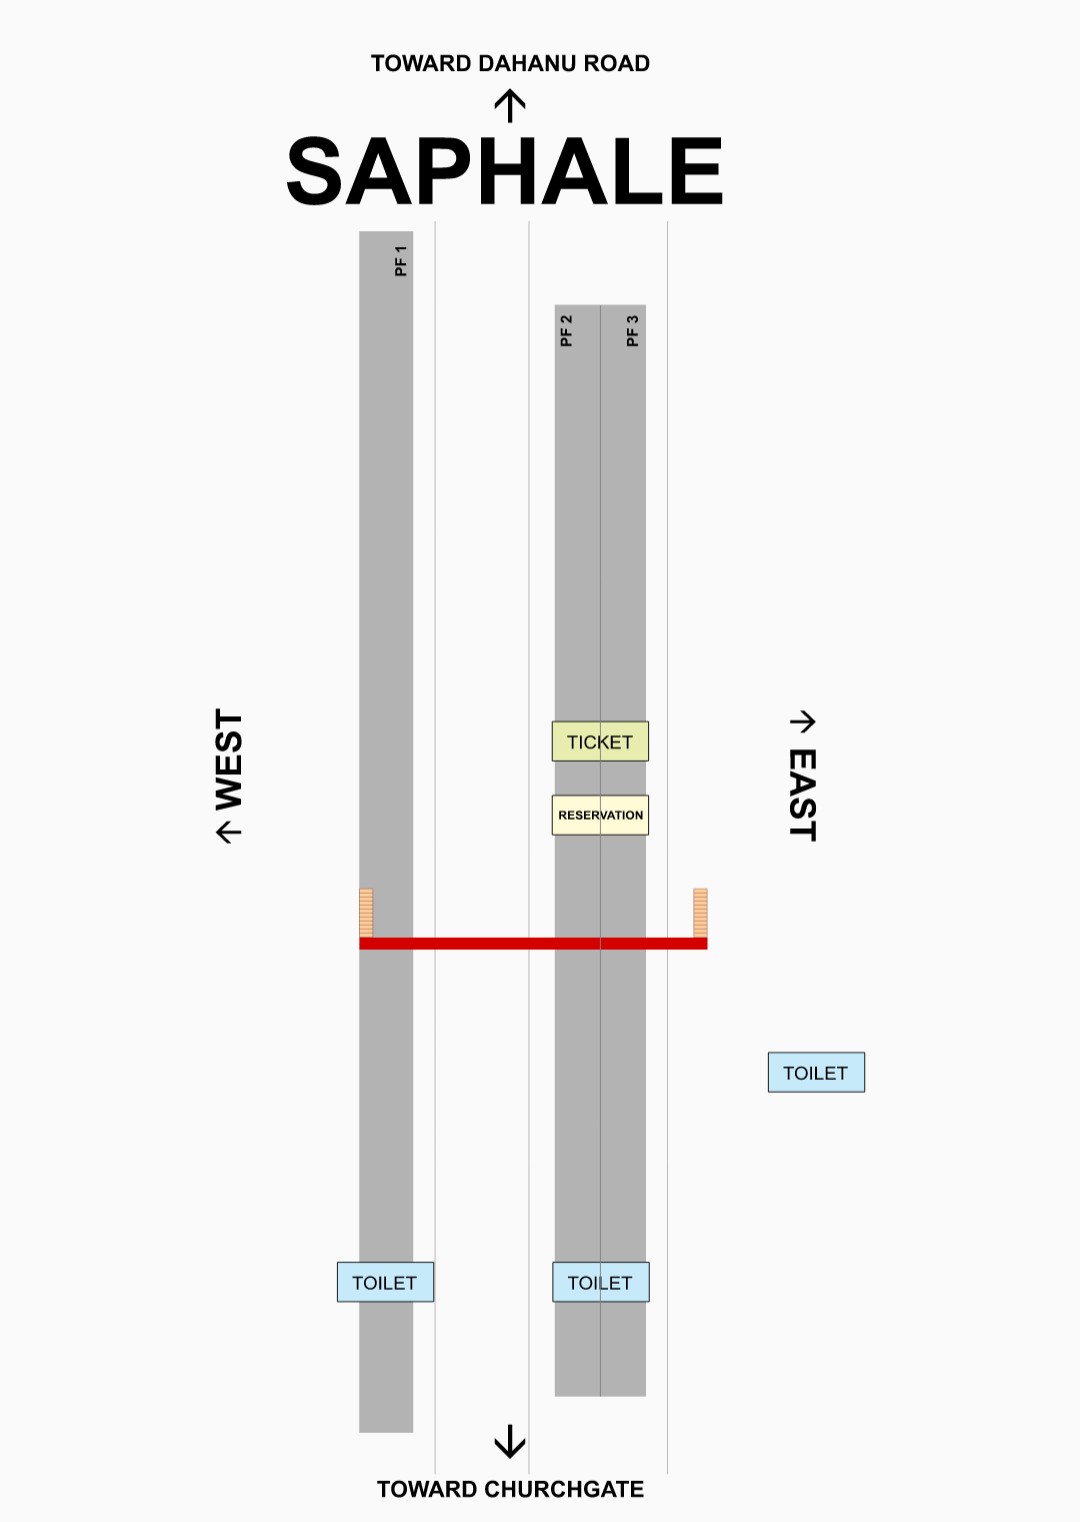 TOWARD DAHANU ROAD
SAPHALE
PF 1
PF 2
PF 3
TICKET
WEST
EAST
RESERVATION
TOILET
TOILET
TOILET
TOWARD CHURCHGATE